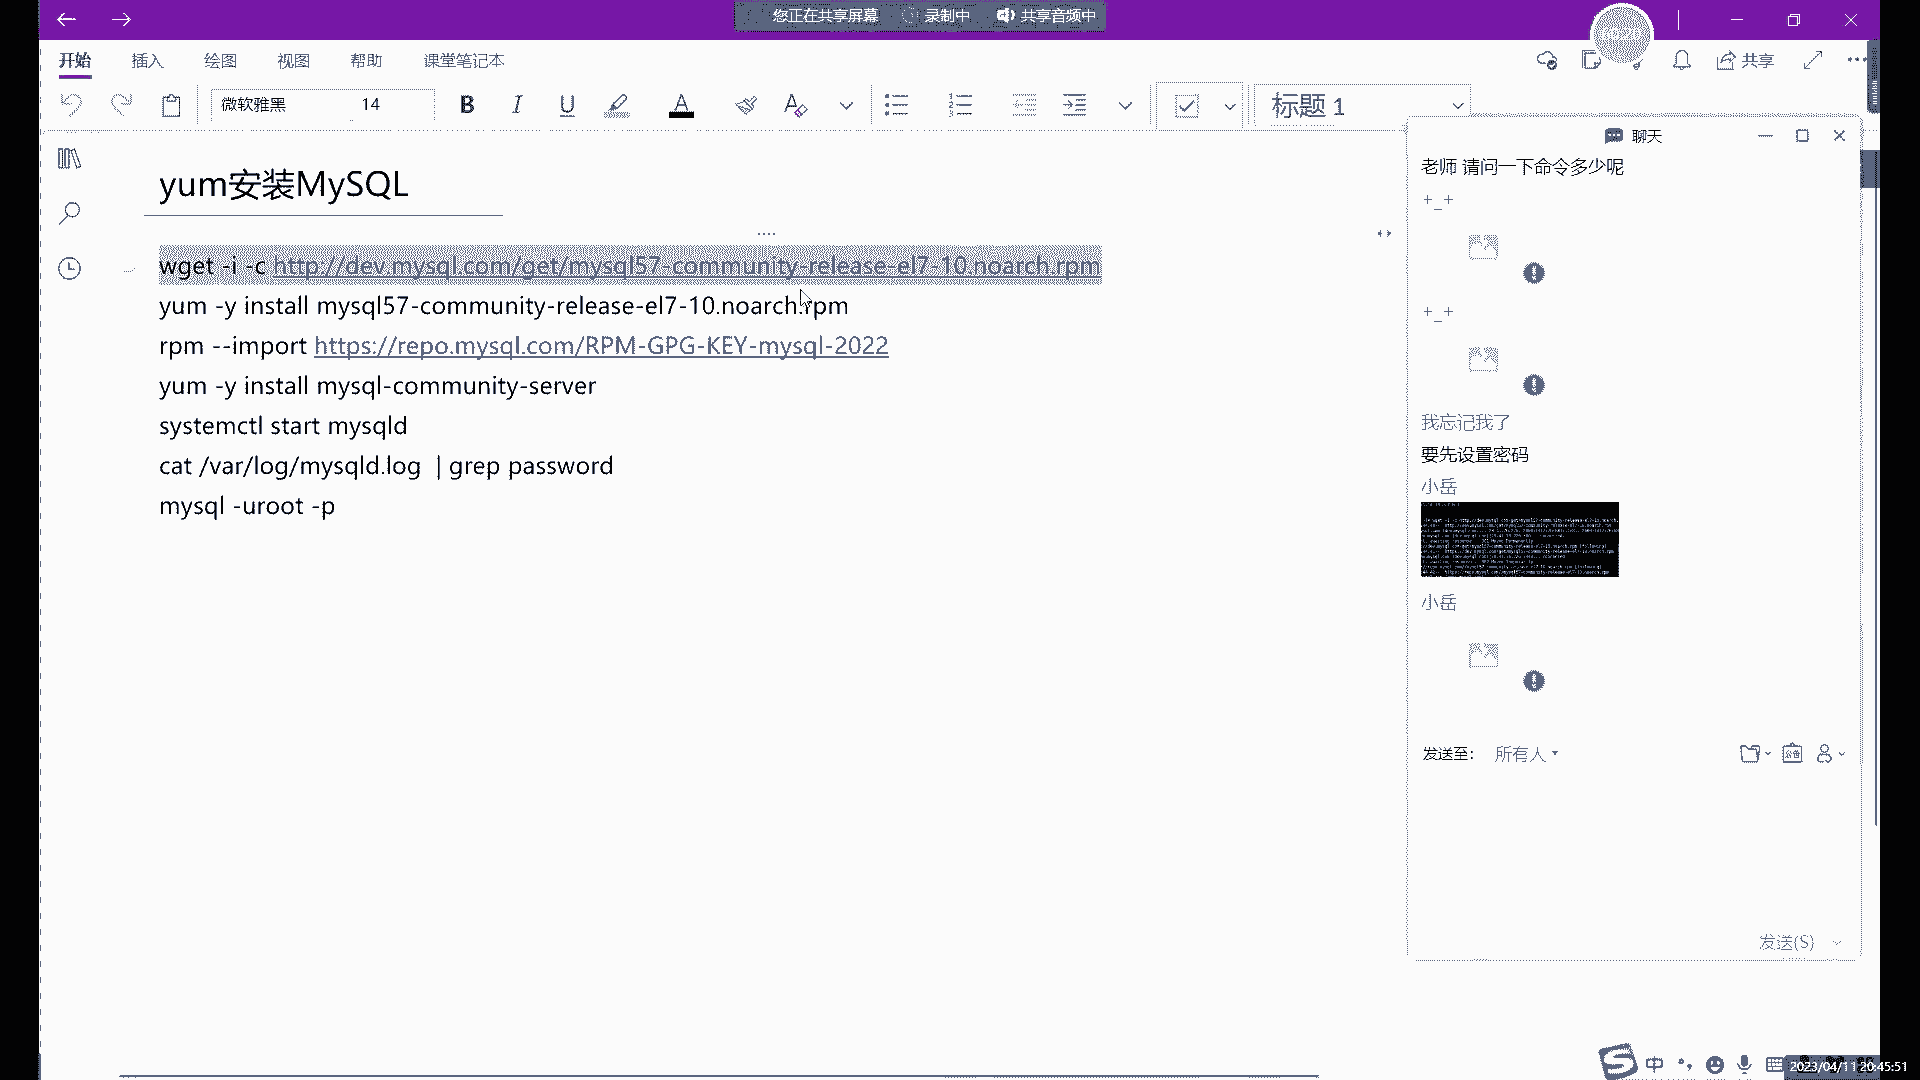 您正在共享屏幕 录制中 共享音频中
开始 插入 绘图 视图 帮助 课堂笔记本
共享
微软雅黑 14 B I U A 标题 1
yum安装MySQL
wget -i -c http://dev.mysql.com/get/mysql57-community-release-el7-10.noarch.rpm
yum -y install mysql57-community-release-el7-10.noarch.rpm
rpm --import https://repo.mysql.com/RPM-GPG-KEY-mysql-2022
yum -y install mysql-community-server
systemctl start mysqld
cat /var/log/mysqld.log | grep password
mysql -uroot -p
聊天
老师 请问一下命令多少呢
+_+
+_+
我忘记我了
要先设置密码
小岳
小岳
发送至: 所有人
发送(S)
中
2023/04/11 20:45:51